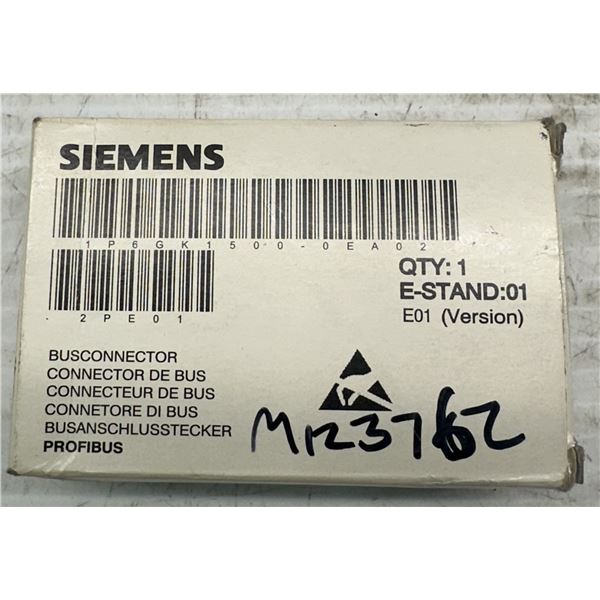 SIEMENS
1P6GK1500-0EA02
QTY: 1
E-STAND:01
2PE01
E01 (Version)
BUSCONNECTOR
CONNECTOR DE BUS
CONNECTEUR DE BUS
CONNETORE DI BUS
BUSANSCHLUSSTECKER
PROFIBUS